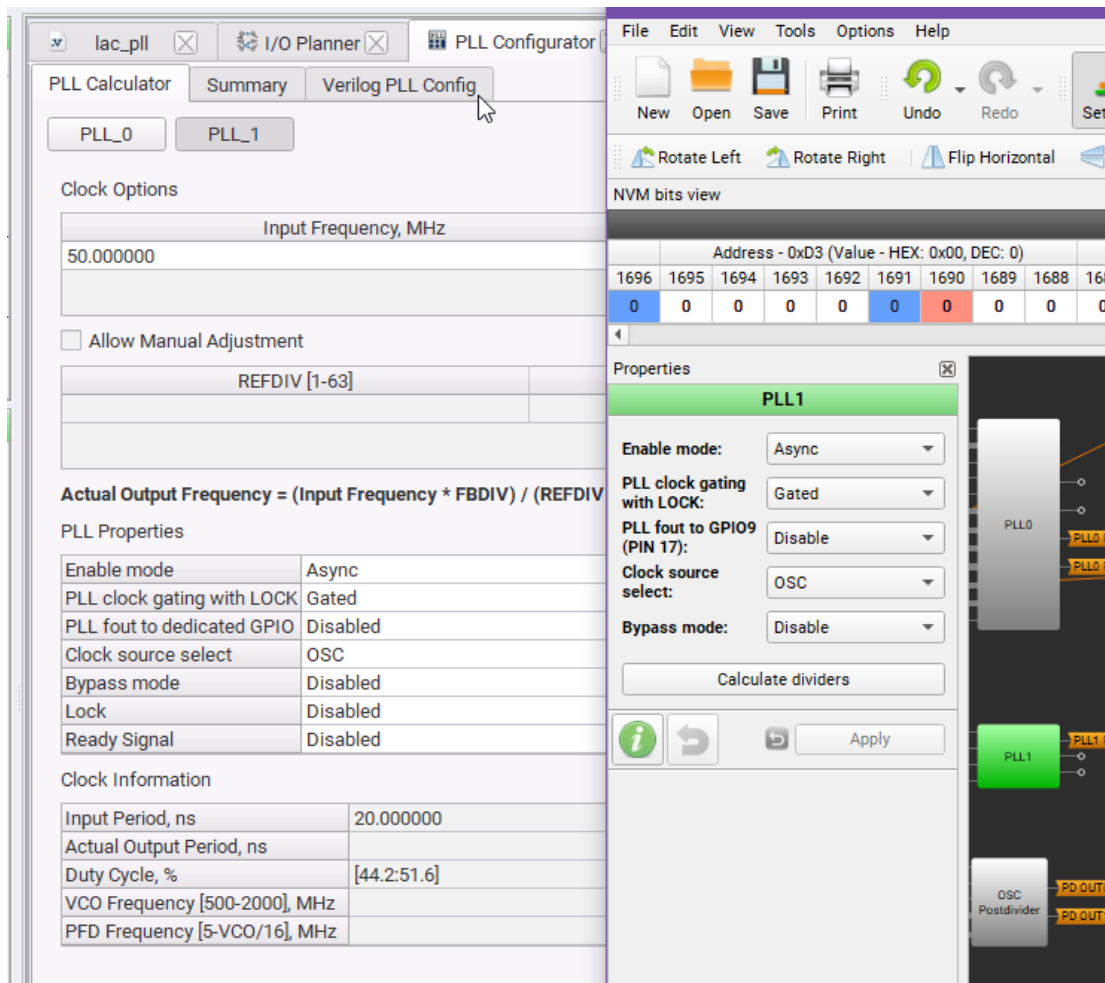 lac_pll
I/O Planner
PLL Configurator
PLL Calculator
Summary
Verilog PLL Config
PLL_0
PLL_1
Clock Options
Input Frequency, MHz
50.000000
Allow Manual Adjustment
REFDIV [1-63]
Actual Output Frequency = (Input Frequency * FBDIV) / (REFDIV
PLL Properties
Enable mode Async
PLL clock gating with LOCK Gated
PLL fout to dedicated GPIO Disabled
Clock source select OSC
Bypass mode Disabled
Lock Disabled
Ready Signal Disabled
Clock Information
Input Period, ns 20.000000
Actual Output Period, ns
Duty Cycle, % [44.2:51.6]
VCO Frequency [500-2000], MHz
PFD Frequency [5-VCO/16], MHz
File Edit View Tools Options Help
New Open Save Print Undo Redo Set
Rotate Left Rotate Right Flip Horizontal
NVM bits view
Address - 0xD3 (Value - HEX: 0x00, DEC: 0)
1696 1695 1694 1693 1692 1691 1690 1689 1688
0 0 0 0 0 0 0 0 0
Properties
PLL1
Enable mode: Async
PLL clock gating
with LOCK: Gated
PLL fout to GPIO9
(PIN 17): Disable
Clock source
select: OSC
Bypass mode: Disable
Calculate dividers
Apply
PLL0
PLL0
PLL0
PLL1
PLL1
OSC
Postdivider
PD OUT
PD OUT